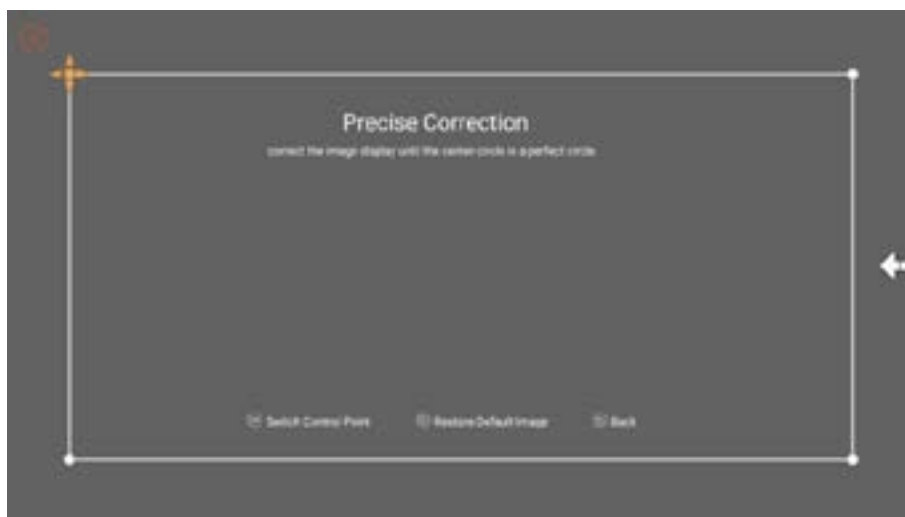 Precise Correction
correct the image display until the center circle is a perfect circle.
Switch Control Point
Restore Default Image
Back